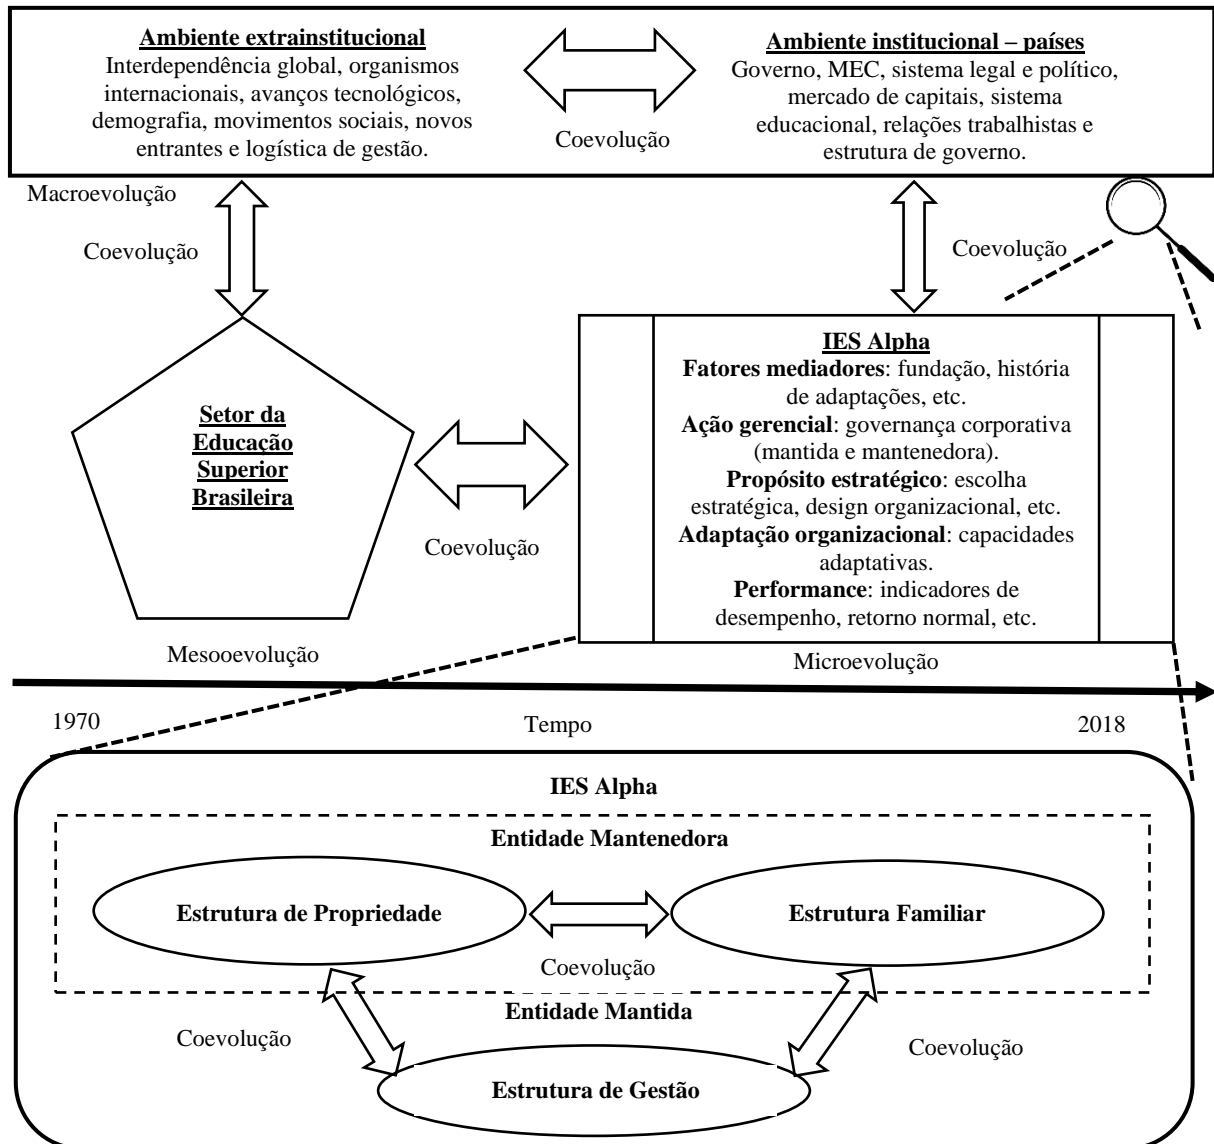 Ambiente extrainstitucional
Interdependência global, organismos
internacionais, avanços tecnológicos,
demografia, movimentos sociais, novos
entrantes e logística de gestão.
Coevolução
Ambiente institucional – países
Governo, MEC, sistema legal e político,
mercado de capitais, sistema
educacional, relações trabalhistas e
estrutura de governo.
Macroevolução
Coevolução
Coevolução
Setor da
Educação
Superior
Brasileira
Coevolução
IES Alpha
Fatores mediadores: fundação, história
de adaptações, etc.
Ação gerencial: governança corporativa
(mantida e mantenedora).
Propósito estratégico: escolha
estratégica, design organizacional, etc.
Adaptação organizacional: capacidades
adaptativas.
Performance: indicadores de
desempenho, retorno normal, etc.
Mesooevolução
Microevolução
1970
Tempo
2018
IES Alpha
Entidade Mantenedora
Estrutura de Propriedade
Estrutura Familiar
Coevolução
Entidade Mantida
Coevolução
Coevolução
Estrutura de Gestão